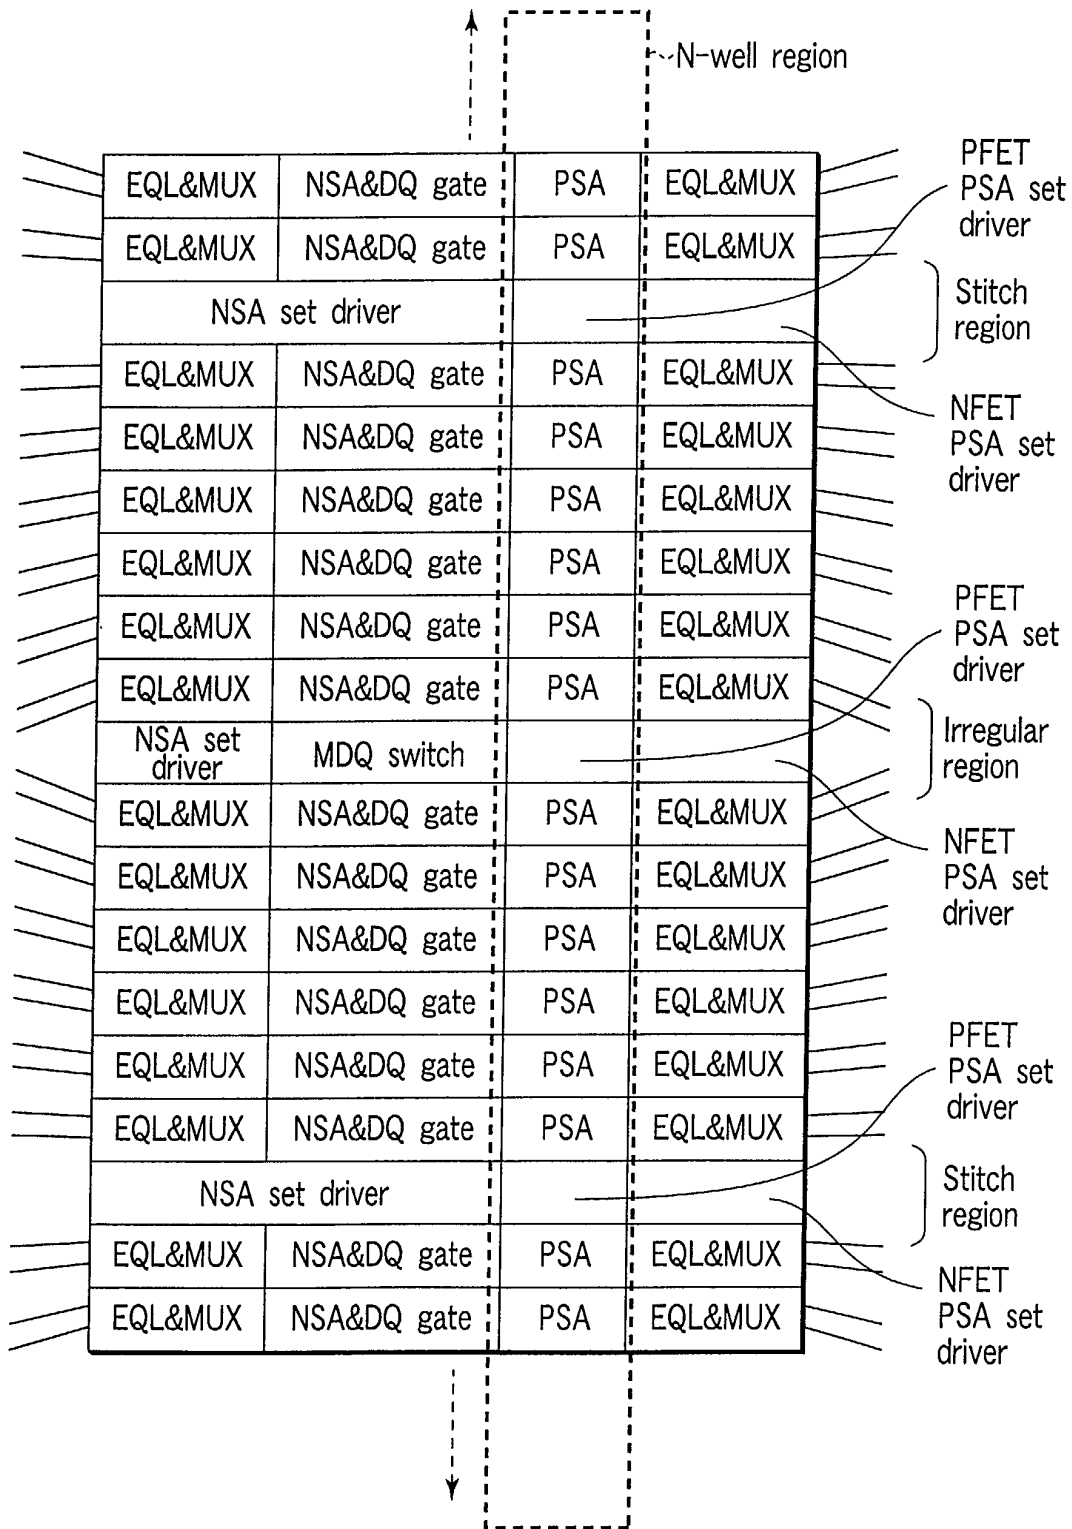 N-well region
EQL&MUX NSA&DQ gate PSA EQL&MUX
PFET
PSA set
driver
EQL&MUX NSA&DQ gate PSA EQL&MUX
NSA set driver
Stitch
region
EQL&MUX NSA&DQ gate PSA EQL&MUX
NFET
PSA set
driver
EQL&MUX NSA&DQ gate PSA EQL&MUX
EQL&MUX NSA&DQ gate PSA EQL&MUX
EQL&MUX NSA&DQ gate PSA EQL&MUX
PFET
PSA set
driver
EQL&MUX NSA&DQ gate PSA EQL&MUX
EQL&MUX NSA&DQ gate PSA EQL&MUX
NSA set
driver
MDQ switch
Irregular
region
EQL&MUX NSA&DQ gate PSA EQL&MUX
NFET
PSA set
driver
EQL&MUX NSA&DQ gate PSA EQL&MUX
EQL&MUX NSA&DQ gate PSA EQL&MUX
EQL&MUX NSA&DQ gate PSA EQL&MUX
PFET
PSA set
driver
EQL&MUX NSA&DQ gate PSA EQL&MUX
EQL&MUX NSA&DQ gate PSA EQL&MUX
NSA set driver
Stitch
region
EQL&MUX NSA&DQ gate PSA EQL&MUX
NFET
PSA set
driver
EQL&MUX NSA&DQ gate PSA EQL&MUX